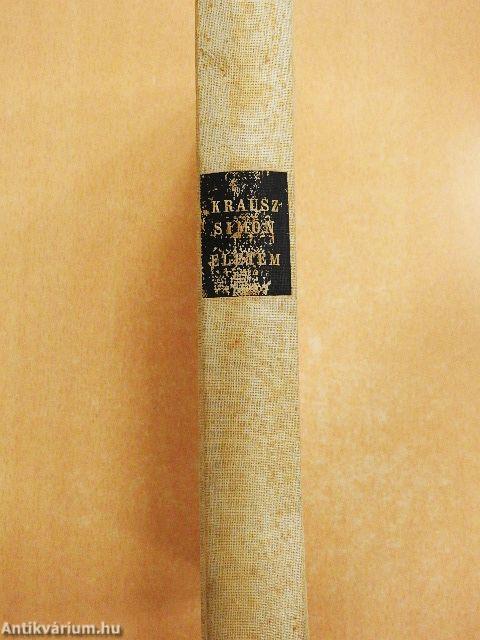 KRAUSZ
SIMON
ÉLETEM
Antikvárium.hu